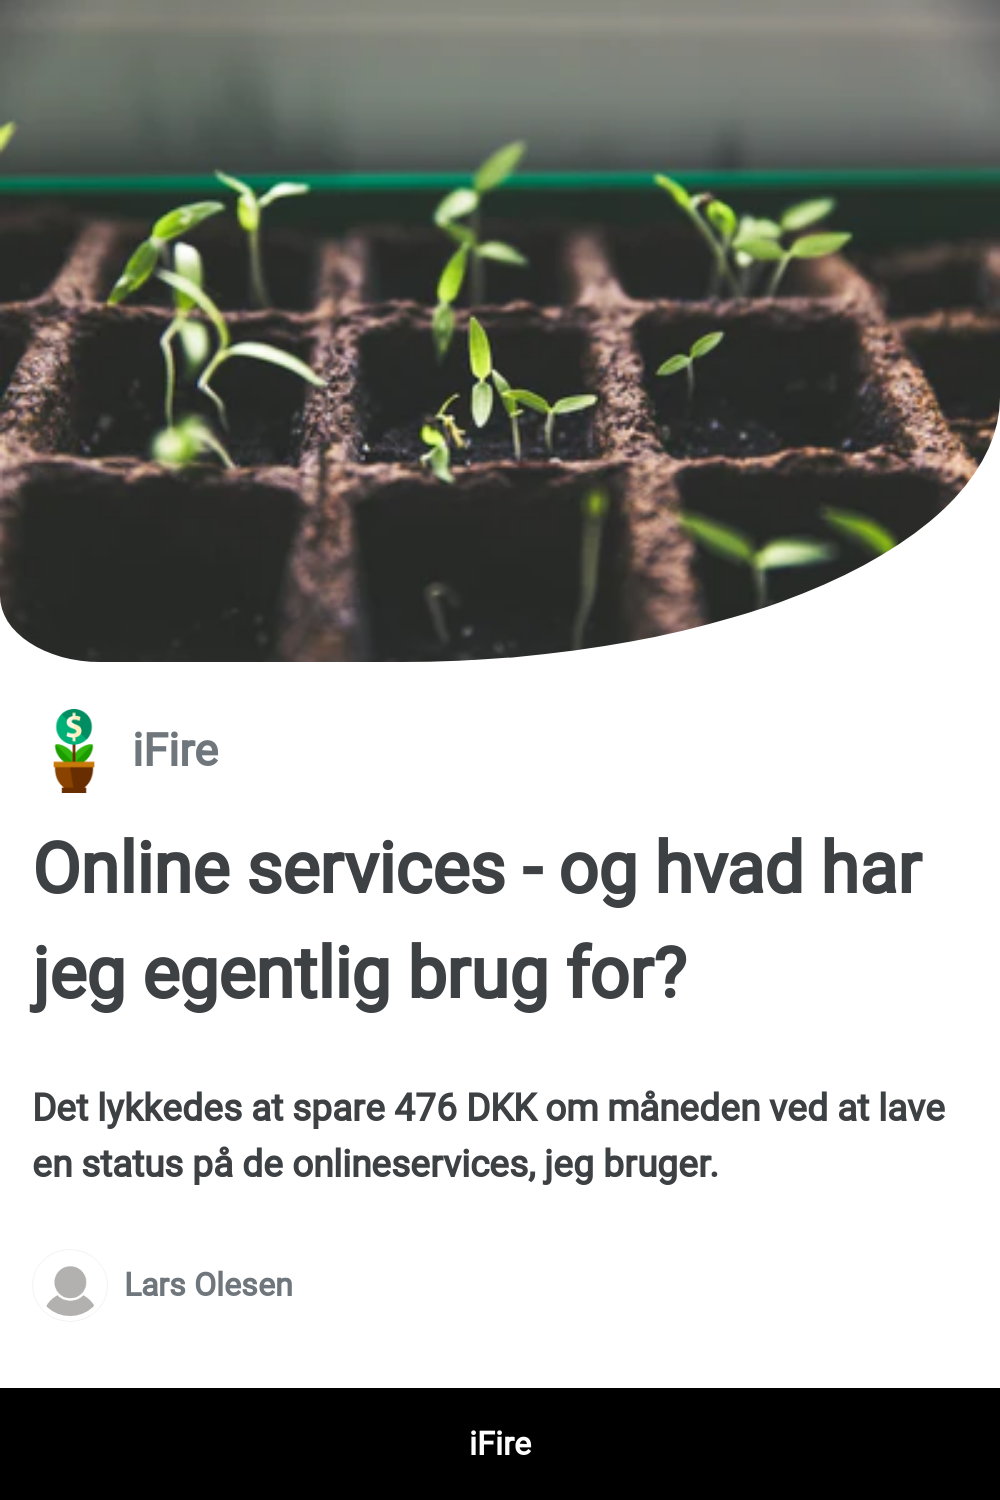 $
iFire
Online services - og hvad har
jeg egentlig brug for?
Det lykkedes at spare 476 DKK om måneden ved at lave
en status på de onlineservices, jeg bruger.
Lars Olesen
iFire